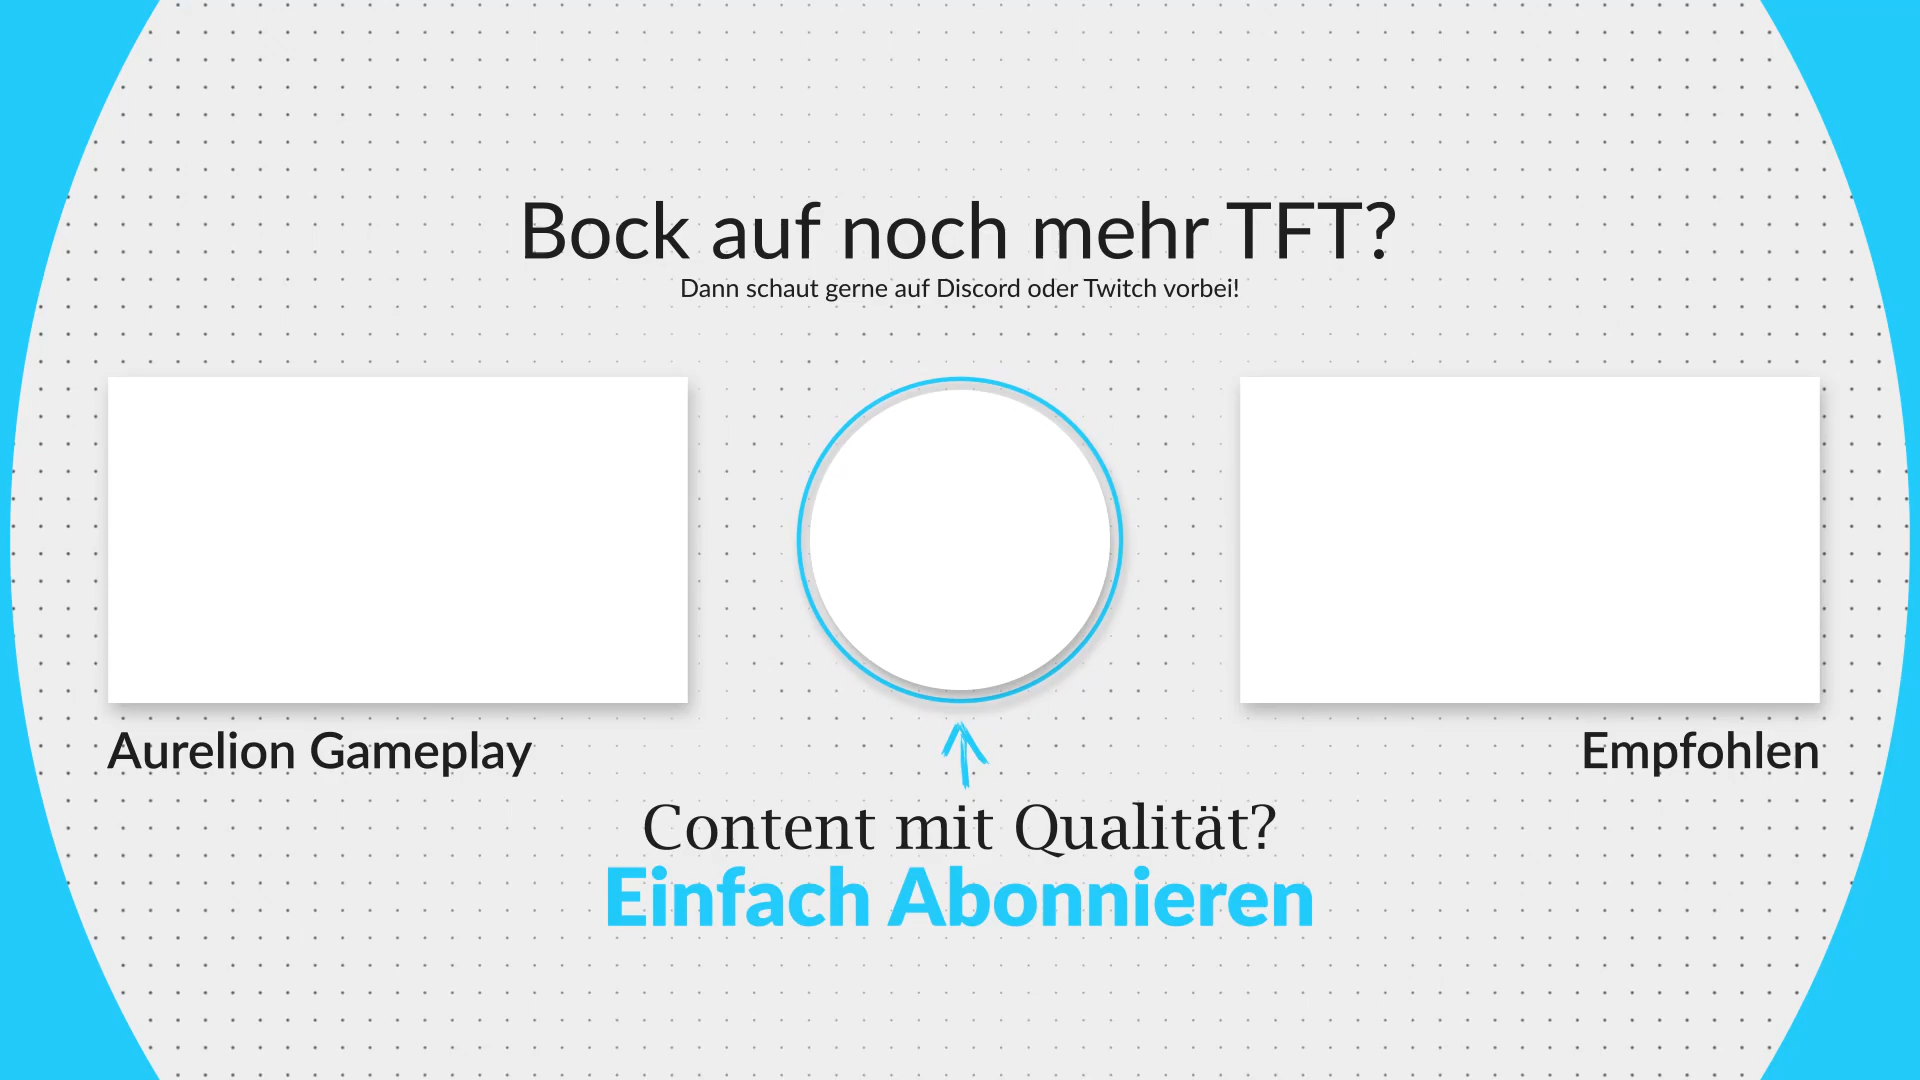 Bock auf noch mehr TFT?
Dann schaut gerne auf Discord oder Twitch vorbei!
Aurelion Gameplay
Empfohlen
Content mit Qualität?
Einfach Abonnieren